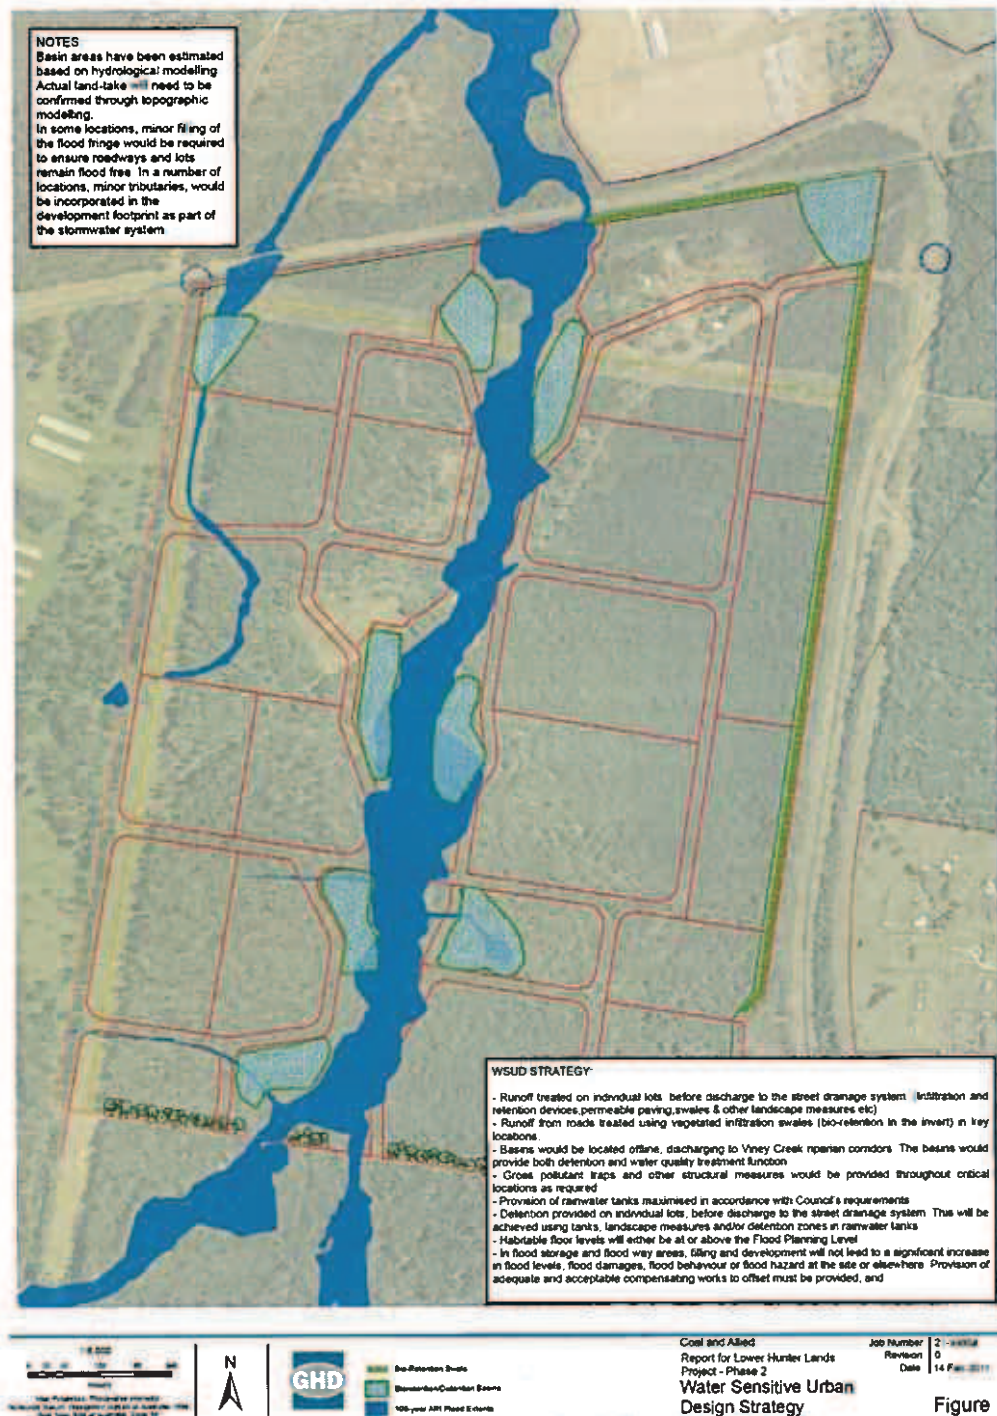 NOTES
Basin areas have been estimated
based on hydrological modelling
Actual land-take will need to be
confirmed through topographic
modelling.
In some locations, minor filling of
the flood fringe would be required
to ensure roadways and lots
remain flood free In a number of
locations, minor tributaries, would
be incorporated in the
development footprint as part of
the stormwater system
WSUD STRATEGY
- Runoff treated on individual lots before discharge to the street drainage system (infiltration and
retention devices, permeable paving, swales & other landscape measures etc)
- Runoff from roads treated using vegetated infiltration swales (bio-retention in the invert) in key
locations.
- Basins would be located offline, discharging to Viney Creek riparian corridors The basins would
provide both detention and water quality treatment function
- Gross pollutant traps and other structural measures would be provided throughout critical
locations as required
- Provision of rainwater tanks maximised in accordance with Council's requirements
- Detention provided on individual lots, before discharge to the street drainage system This will be
achieved using tanks, landscape measures and/or detention zones in rainwater tanks
- Habitable floor levels will either be at or above the Flood Planning Level
- In flood storage and flood way areas, filling and development will not lead to a significant increase
in flood levels, flood damages, flood behaviour or flood hazard at the site or elsewhere Provision of
adequate and acceptable compensating works to offset must be provided, and
N
GHD
Bio-Retention Swale
Bioretention/Detention Basins
100-year ARI Flood Extents
Coal and Allied
Report for Lower Hunter Lands
Project - Phase 2
Water Sensitive Urban
Design Strategy
Job Number
Revision 0
Date 14 Feb 2011
Figure